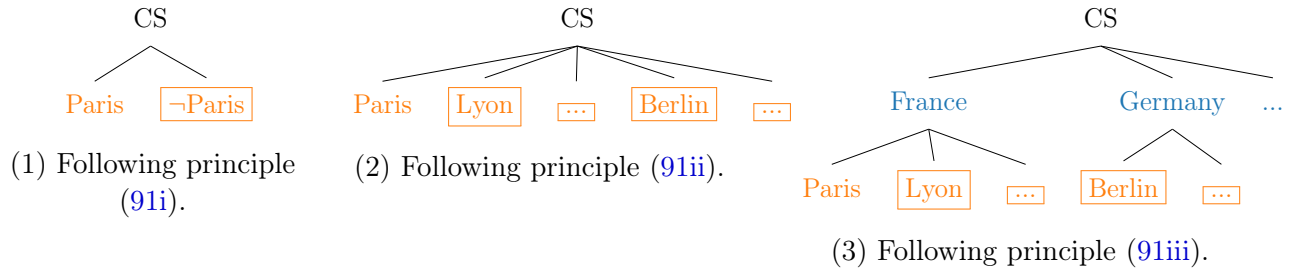 CS
Paris ¬Paris
(1) Following principle
(91i).
CS
Paris Lyon ... Berlin ...
(2) Following principle (91ii).
CS
France Germany ...
Paris Lyon ... Berlin ...
(3) Following principle (91iii).